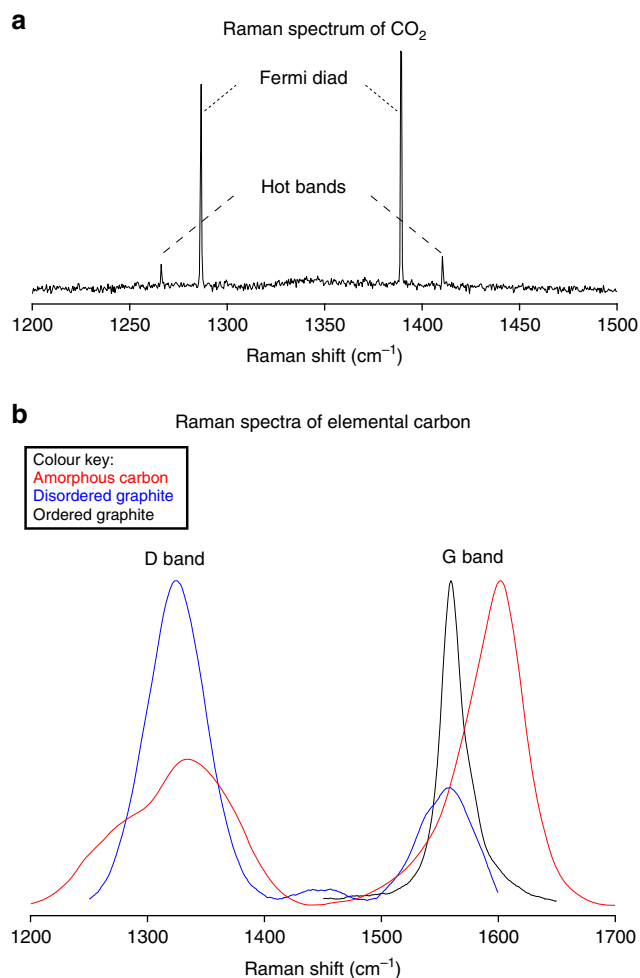 a
Raman spectrum of CO₂
Fermi diad
Hot bands
1200 1250 1300 1350 1400 1450 1500
Raman shift (cm⁻¹)
b
Raman spectra of elemental carbon
Colour key:
Amorphous carbon
Disordered graphite
Ordered graphite
D band G band
1200 1300 1400 1500 1600 1700
Raman shift (cm⁻¹)